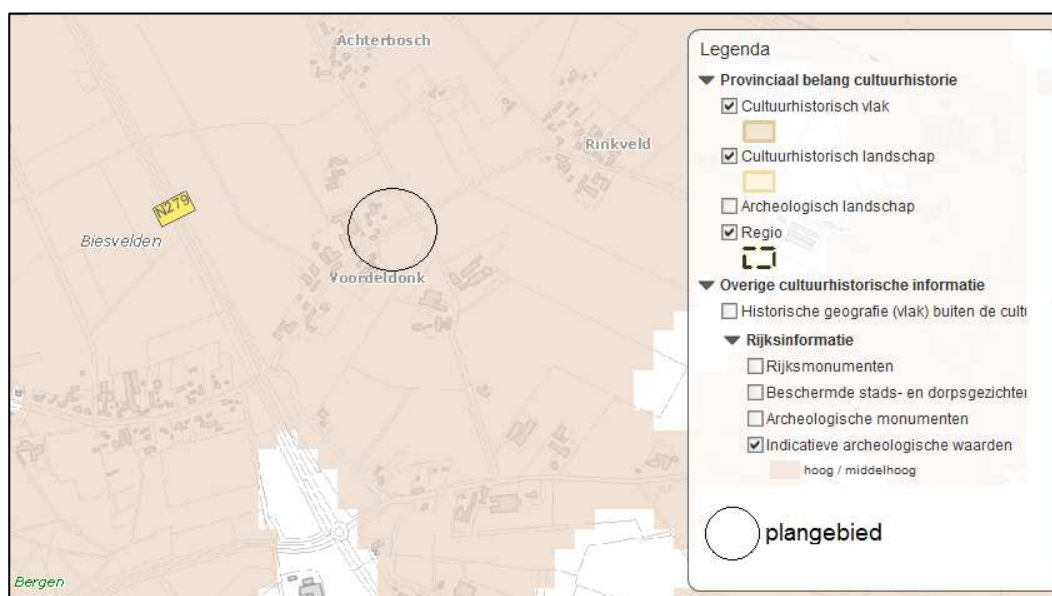 Achterbosch
Rinkveld
N279
Biesvelden
Voordeldonk
Bergen
Legenda
Provinciaal belang cultuurhistorie
Cultuurhistorisch vlak
Cultuurhistorisch landschap
Archeologisch landschap
Regio
Overige cultuurhistorische informatie
Historische geografie (vlak) buiten de cultu
Rijksinformatie
Rijksmonumenten
Beschermde stads- en dorpsgezichten
Archeologische monumenten
Indicatieve archeologische waarden
hoog / middelhoog
plangebied